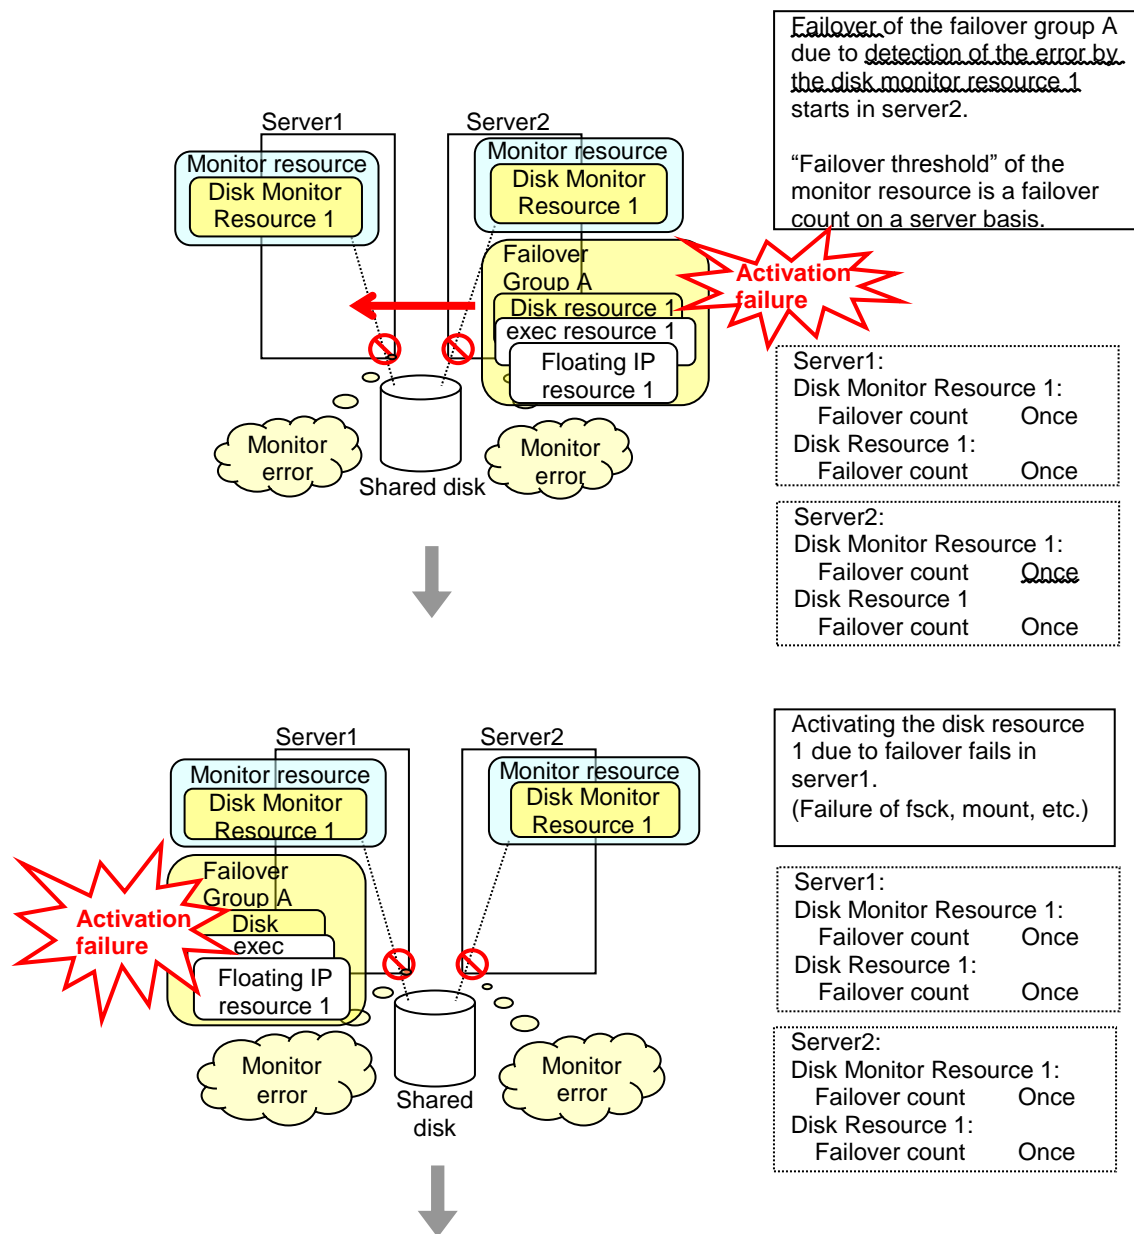 Failover of the failover group A
due to detection of the error by
the disk monitor resource 1
starts in server2.
“Failover threshold” of the
monitor resource is a failover
count on a server basis.
Server1
Server2
Monitor resource
Disk Monitor
Resource 1
Monitor resource
Disk Monitor
Resource 1
Failover
Group A
Disk resource 1
exec resource 1
Floating IP
resource 1
Activation
failure
Monitor
error
Shared disk
Monitor
error
Server1:
Disk Monitor Resource 1:
Failover count Once
Disk Resource 1:
Failover count Once
Server2:
Disk Monitor Resource 1:
Failover count Once
Disk Resource 1
Failover count Once
Server1
Server2
Monitor resource
Disk Monitor
Resource 1
Monitor resource
Disk Monitor
Resource 1
Failover
Group A
Disk
exec
Floating IP
resource 1
Activation
failure
Monitor
error
Shared
disk
Monitor
error
Activating the disk resource
1 due to failover fails in
server1.
(Failure of fsck, mount, etc.)
Server1:
Disk Monitor Resource 1:
Failover count Once
Disk Resource 1:
Failover count Once
Server2:
Disk Monitor Resource 1:
Failover count Once
Disk Resource 1:
Failover count Once